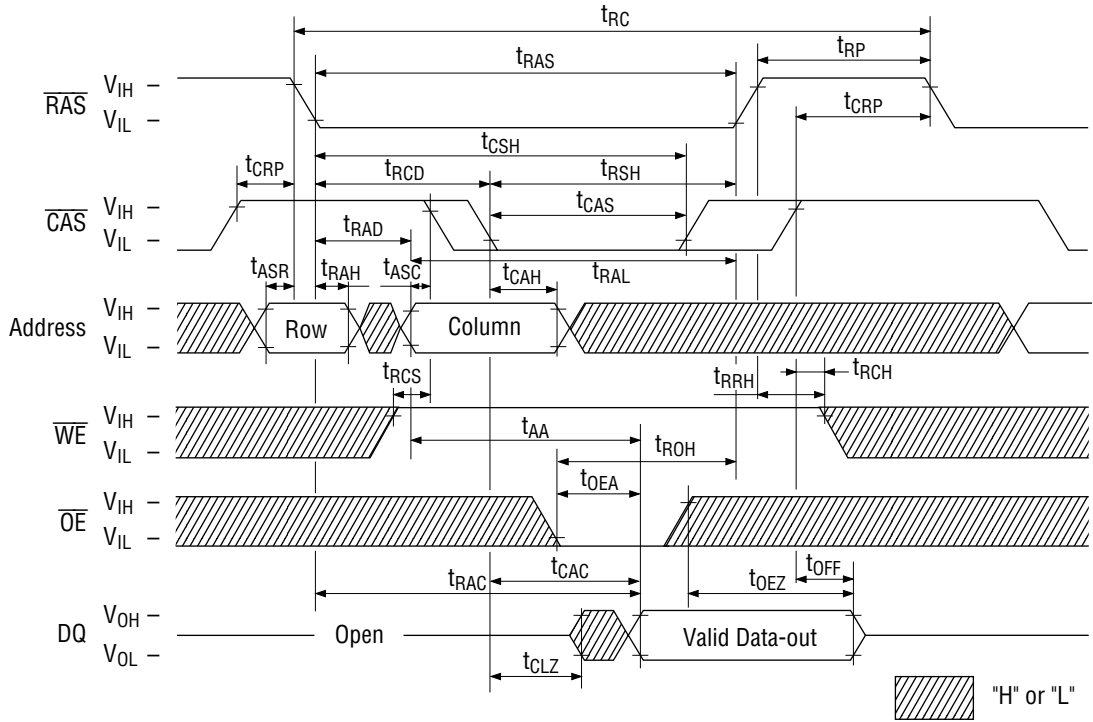 tRC
tRAS
tRP
RAS
VIH
VIL
tCRP
tCSH
tCRP
tRCD
tRSH
CAS
VIH
VIL
tCAS
tRAD
tRAL
tASR
tRAH
tASC
tCAH
Address
VIH
VIL
Row
Column
tRCS
tRRH
tRCH
WE
VIH
VIL
tAA
tROH
tOEA
OE
VIH
VIL
tRAC
tCAC
tOEZ
tOFF
DQ
VOH
VOL
Open
Valid Data-out
tCLZ
"H" or "L"